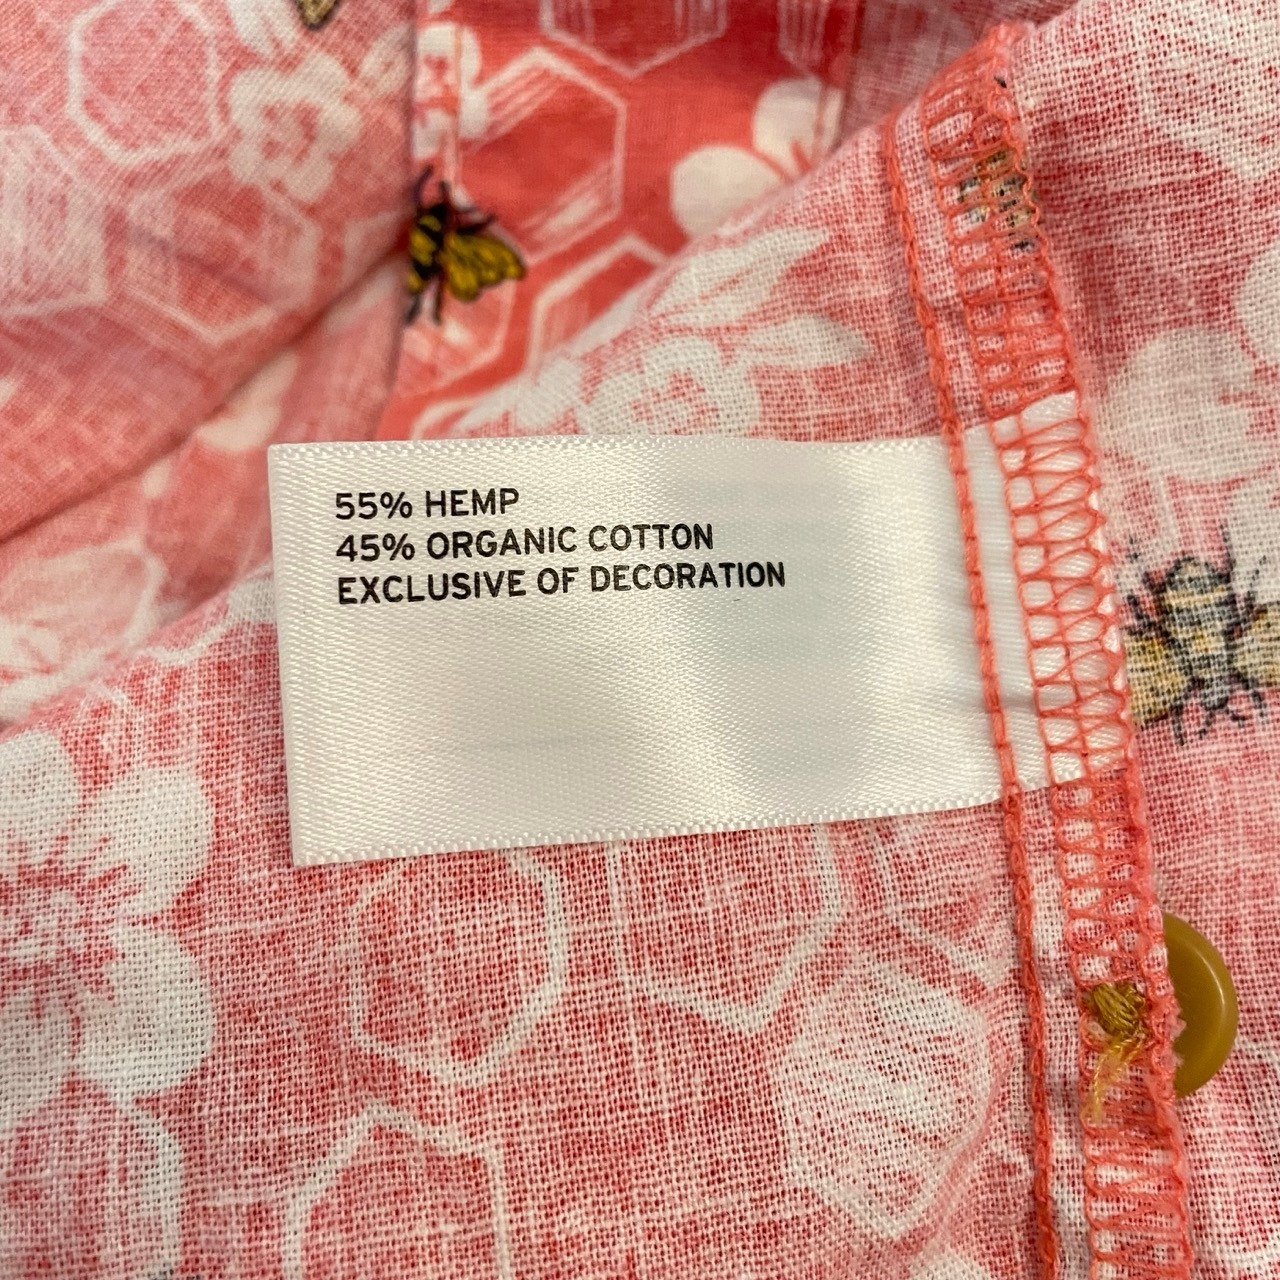 55% HEMP
45% ORGANIC COTTON
EXCLUSIVE OF DECORATION